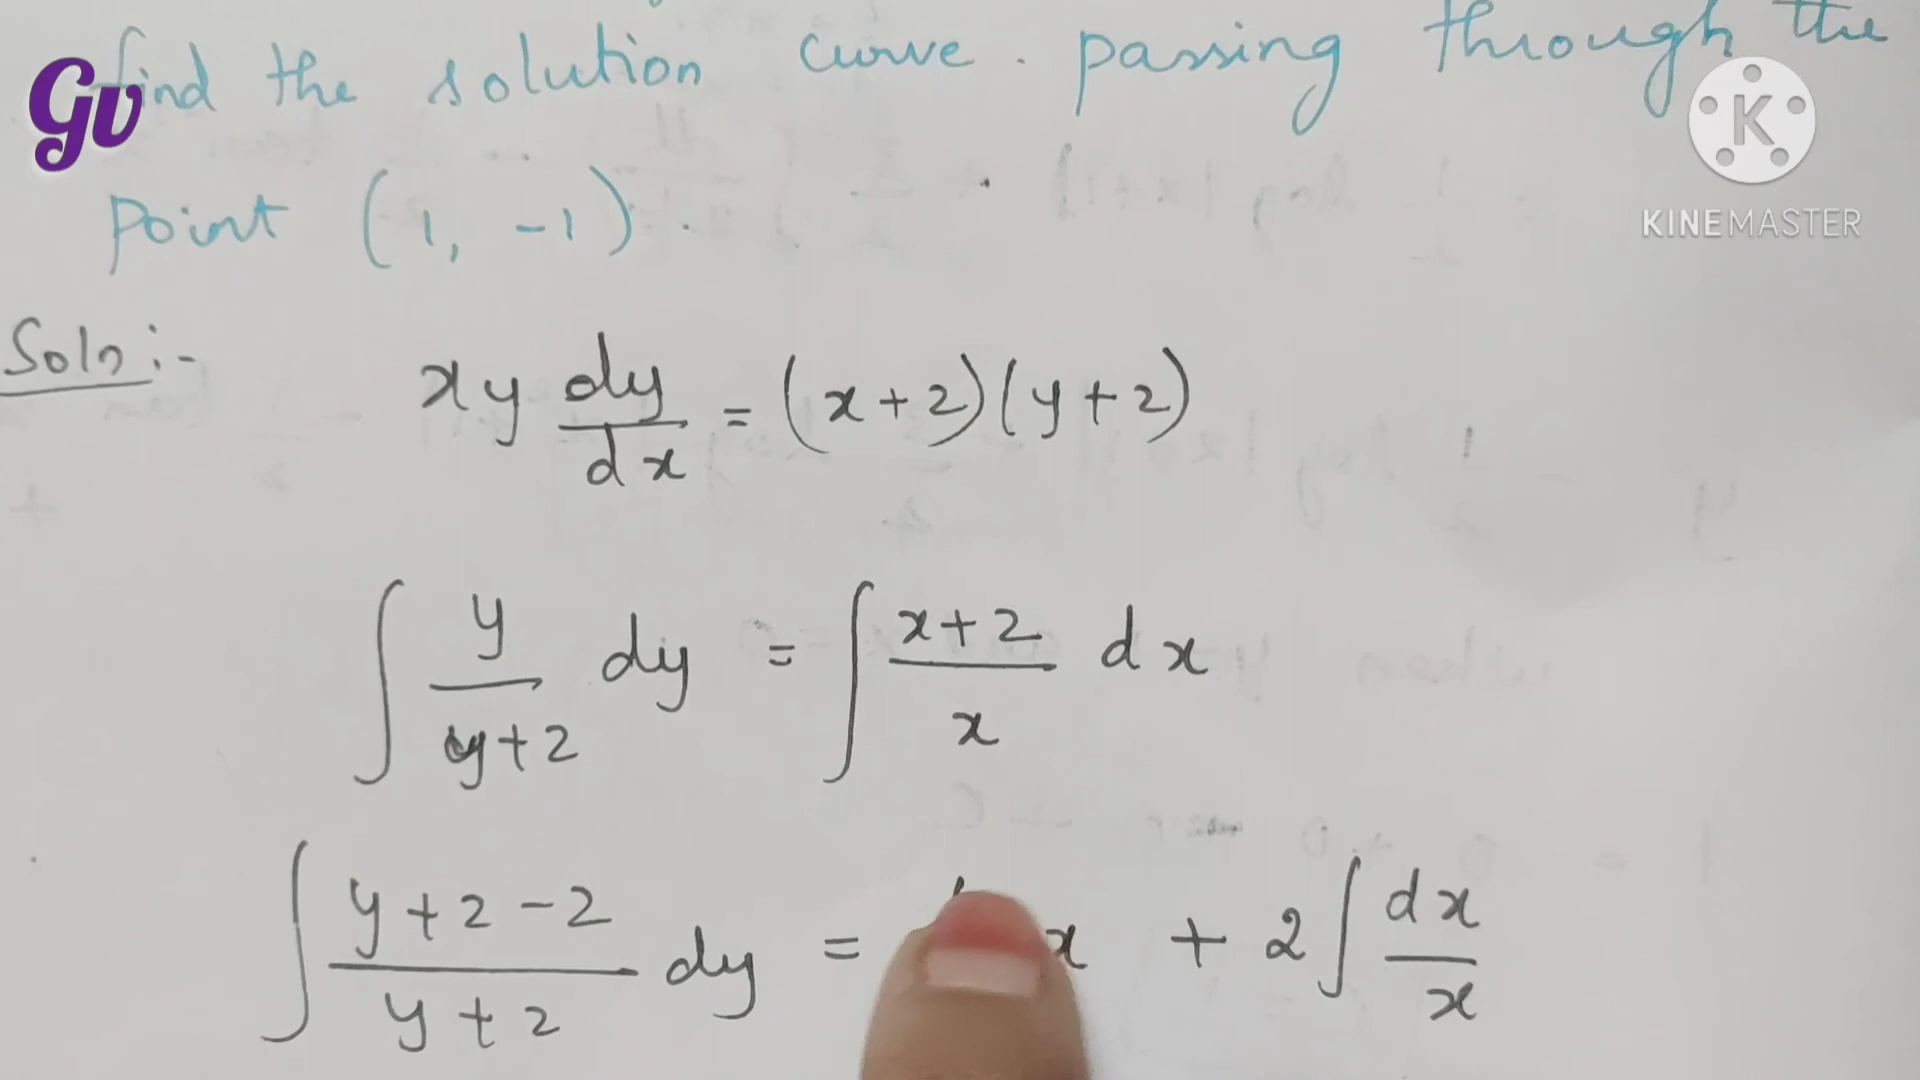 find the solution curve passing through the
Gv
K
KINEMASTER
point (1, -1).
Soln:-
xy dy/dx = (x+2)(y+2)
∫ y/(y+2) dy = ∫ (x+2)/x dx
∫ (y+2-2)/(y+2) dy = x + 2∫ dx/x